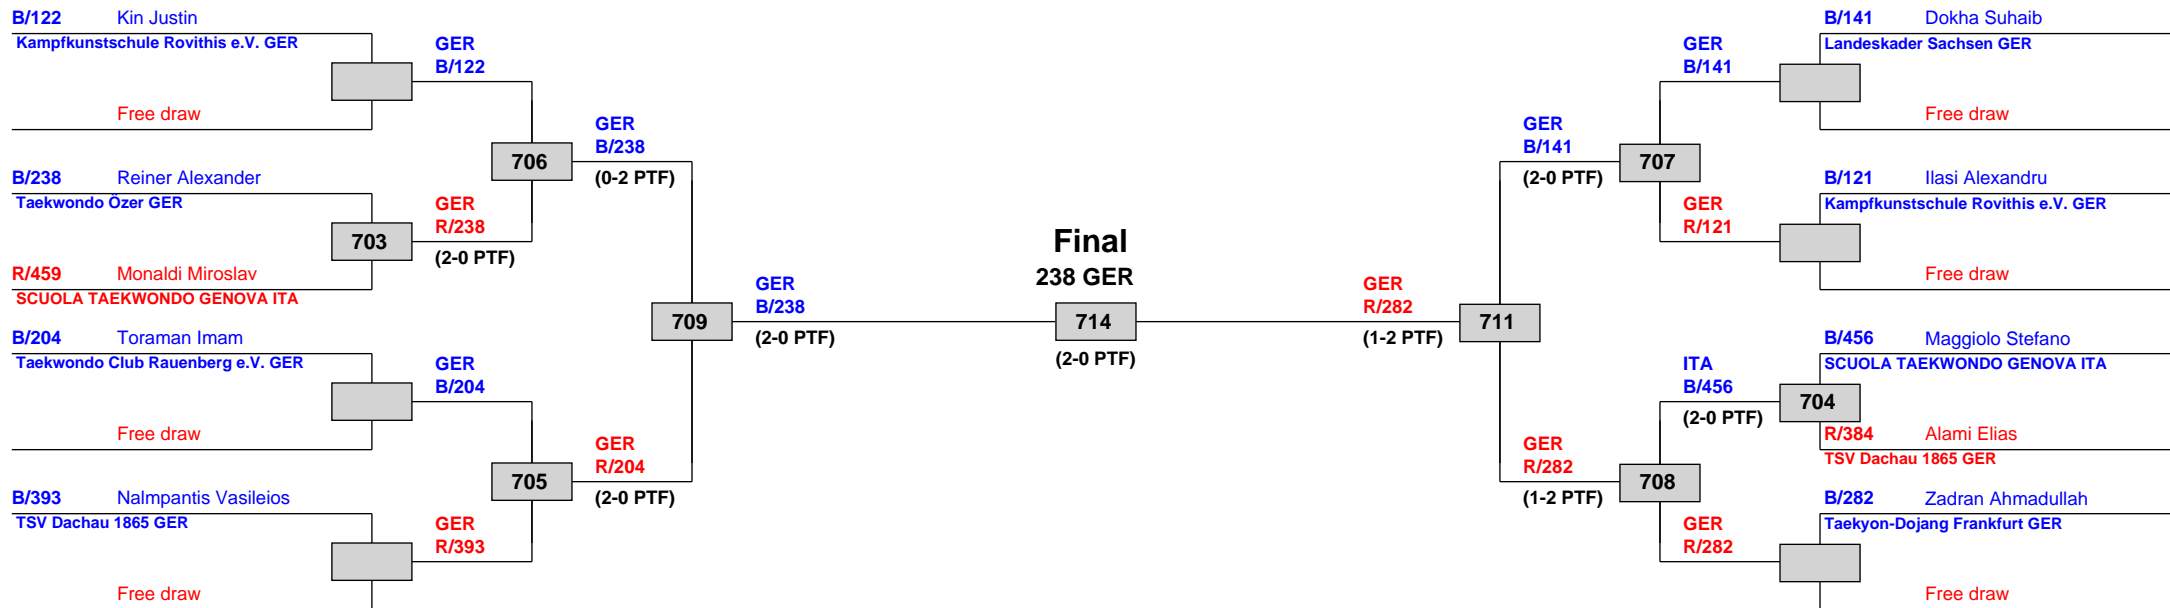 B/122 Kin Justin
Kampfkunstschule Rovithis e.V. GER
Free draw
B/238 Reiner Alexander
Taekwondo Özer GER
R/459 Monaldi Miroslav
SCUOLA TAEKWONDO GENOVA ITA
B/204 Toraman Imam
Taekwondo Club Rauenberg e.V. GER
Free draw
B/393 Nalmpantis Vasileios
TSV Dachau 1865 GER
Free draw
GER
B/122
703
GER
R/238
(2-0 PTF)
GER
B/204
GER
R/393
706
GER
B/238
(0-2 PTF)
705
GER
R/204
(2-0 PTF)
709
GER
B/238
(2-0 PTF)
Final
238 GER
714
(2-0 PTF)
GER
R/282
(1-2 PTF)
711
GER
B/141
(2-0 PTF)
707
GER
R/282
(1-2 PTF)
708
GER
B/141
GER
R/121
ITA
B/456
(2-0 PTF)
704
GER
R/282
B/141 Dokha Suhaib
Landeskader Sachsen GER
Free draw
B/121 Ilasi Alexandru
Kampfkunstschule Rovithis e.V. GER
Free draw
B/456 Maggiolo Stefano
SCUOLA TAEKWONDO GENOVA ITA
R/384 Alami Elias
TSV Dachau 1865 GER
B/282 Zadran Ahmadullah
Taekyon-Dojang Frankfurt GER
Free draw